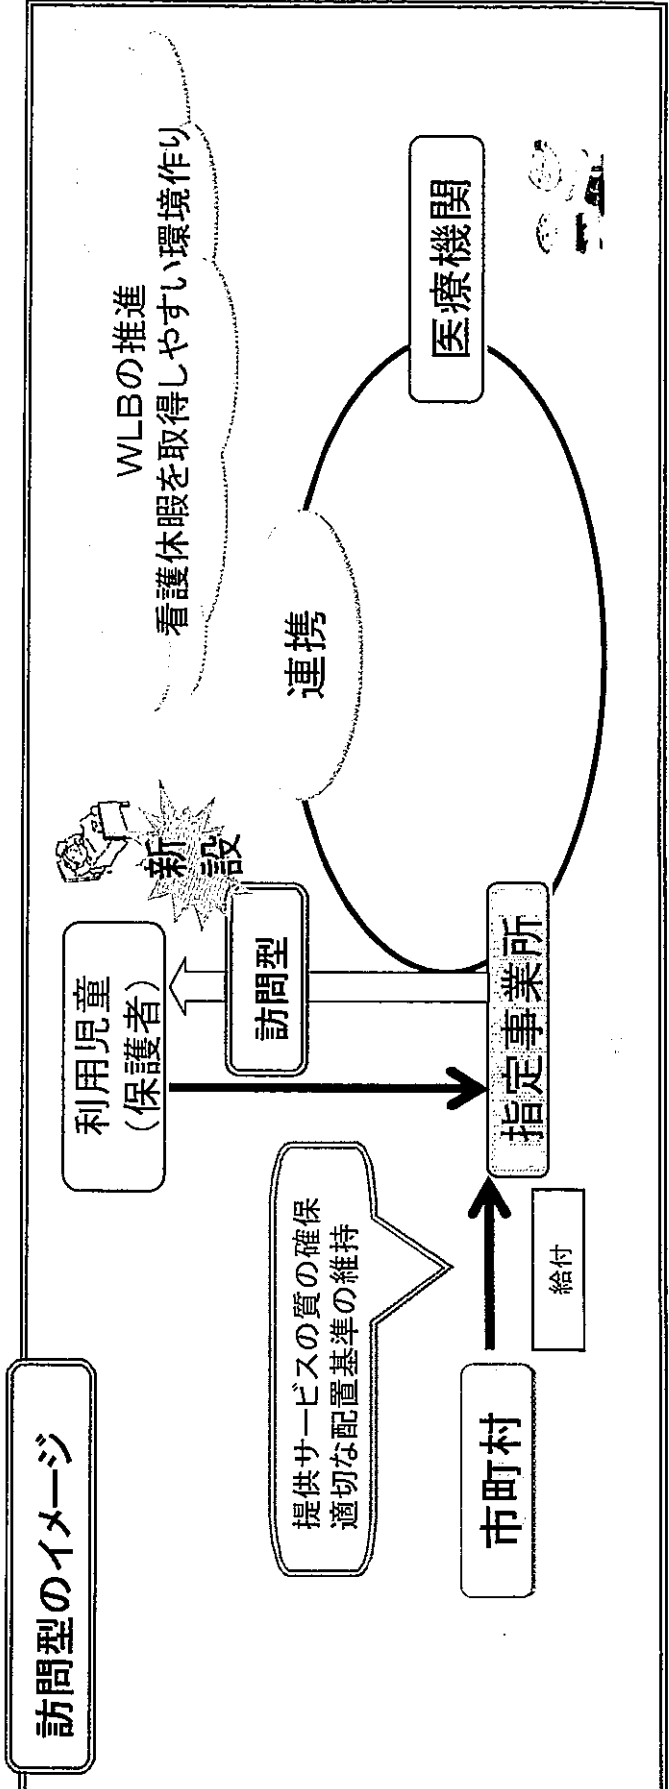 訪問型のイメージ
WLBの推進
看護休暇を取得しやすい環境作り
利用児童
(保護者)
新
設
訪問型
連携
提供サービスの質の確保
適切な配置基準の維持
市町村
給付
指定事業所
医療機関